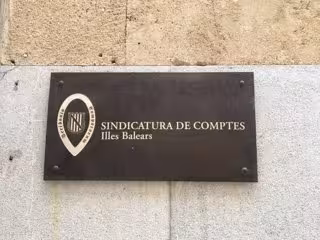 SINDICATURA DE COMPTES
Illes Balears